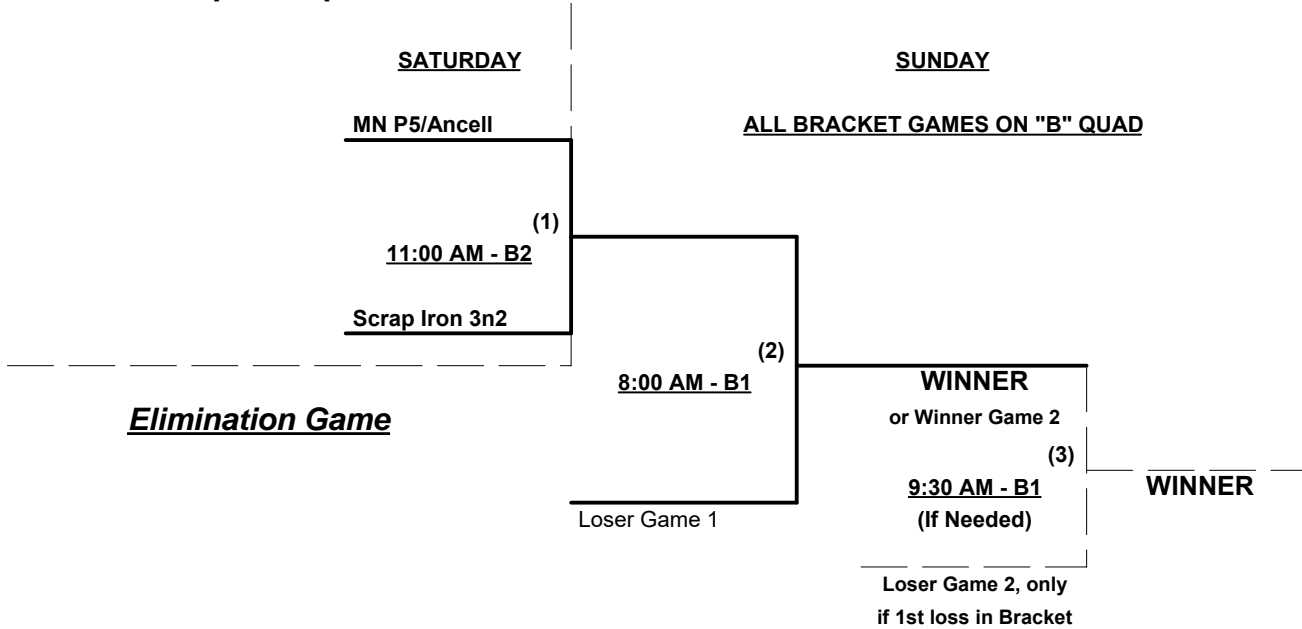 SATURDAY
SUNDAY
MN P5/Ancell
ALL BRACKET GAMES ON "B" QUAD
(1)
11:00 AM - B2
Scrap Iron 3n2
(2)
8:00 AM - B1
WINNER
or Winner Game 2
Elimination Game
(3)
9:30 AM - B1
WINNER
(If Needed)
Loser Game 1
Loser Game 2, only
if 1st loss in Bracket